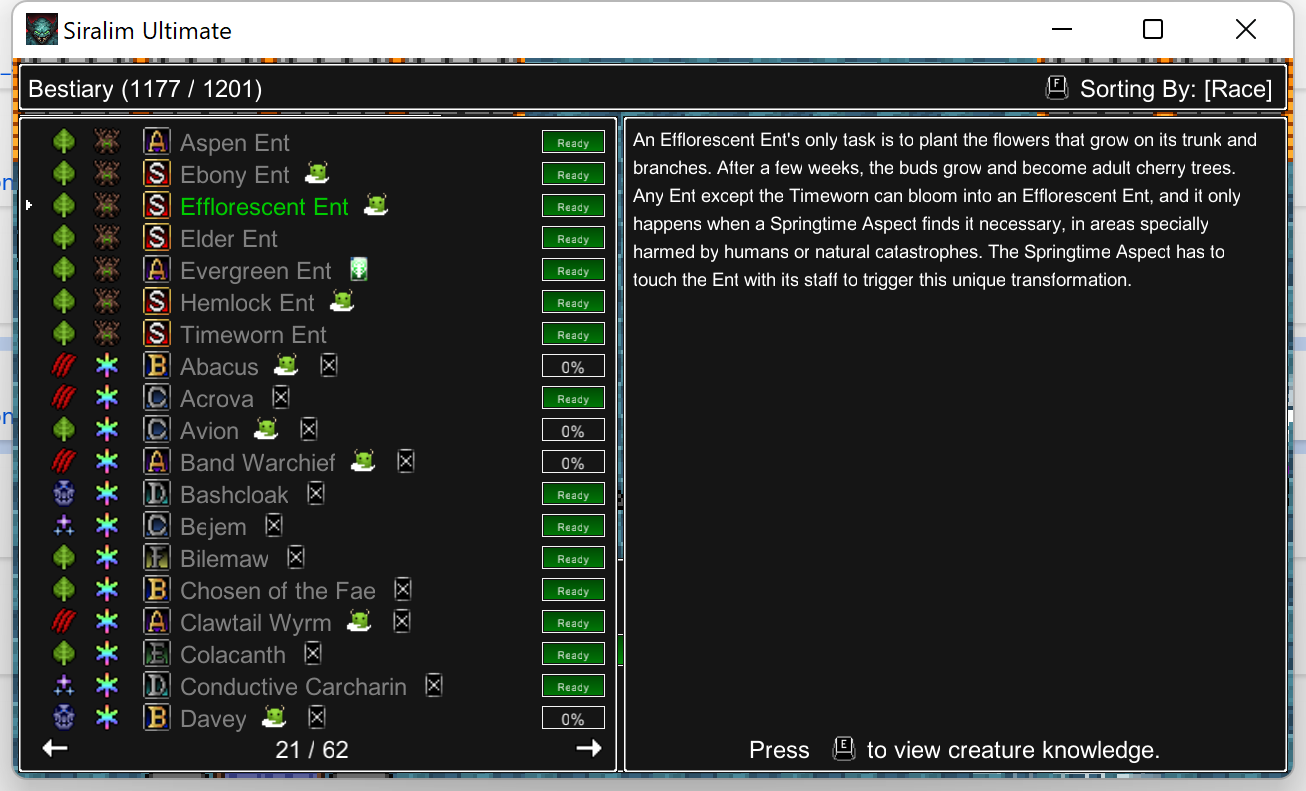 Siralim Ultimate
Bestiary (1177 / 1201)
F Sorting By: [Race]
A Aspen Ent Ready
S Ebony Ent Ready
S Efflorescent Ent Ready
S Elder Ent Ready
A Evergreen Ent Ready
S Hemlock Ent Ready
S Timeworn Ent Ready
B Abacus 0%
C Acrova Ready
C Avion 0%
A Band Warchief 0%
D Bashcloak Ready
C Bejem Ready
F Bilemaw Ready
B Chosen of the Fae Ready
A Clawtail Wyrm Ready
E Colacanth Ready
D Conductive Carcharin Ready
B Davey 0%
21 / 62
An Efflorescent Ent's only task is to plant the flowers that grow on its trunk and
branches. After a few weeks, the buds grow and become adult cherry trees.
Any Ent except the Timeworn can bloom into an Efflorescent Ent, and it only
happens when a Springtime Aspect finds it necessary, in areas specially
harmed by humans or natural catastrophes. The Springtime Aspect has to
touch the Ent with its staff to trigger this unique transformation.
Press E to view creature knowledge.